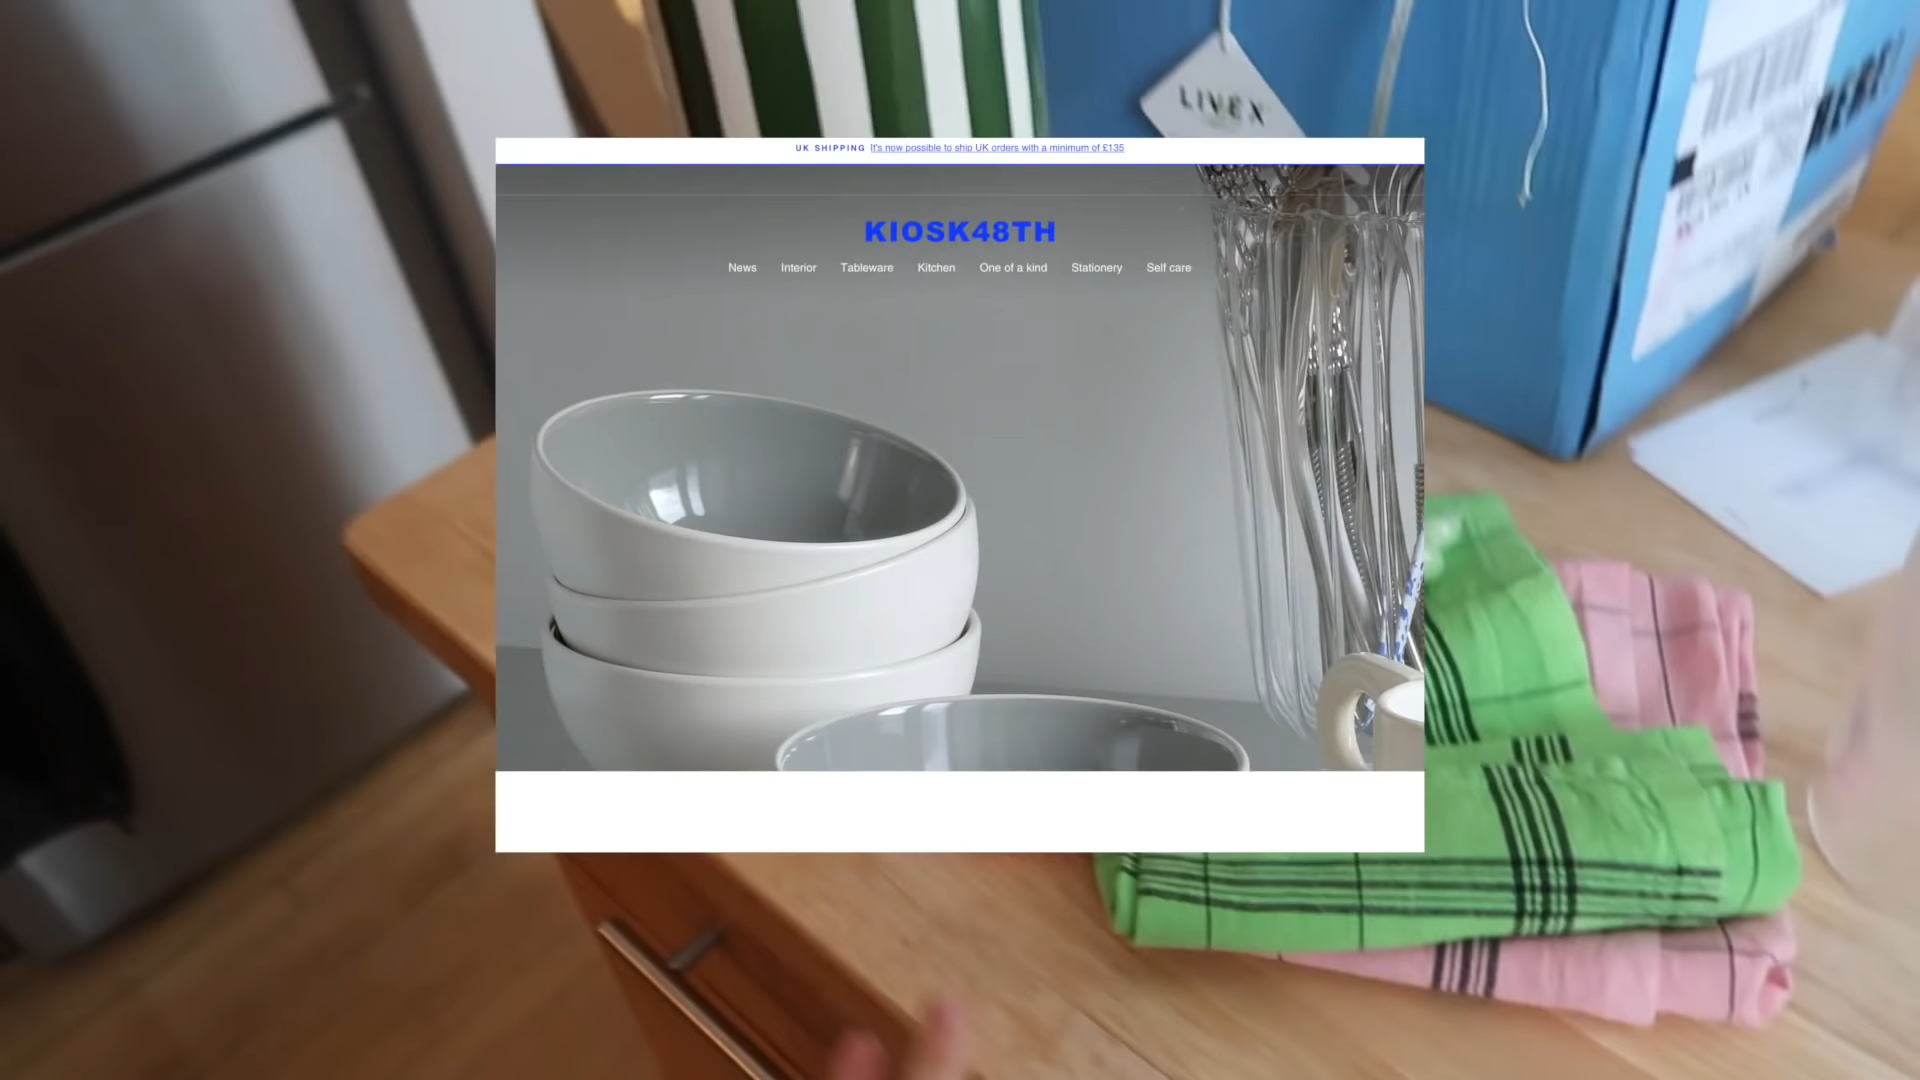 LIVEX
HERE!
UK SHIPPING It's now possible to ship UK orders with a minimum of £135
KIOSK48TH
News Interior Tableware Kitchen One of a kind Stationery Self care